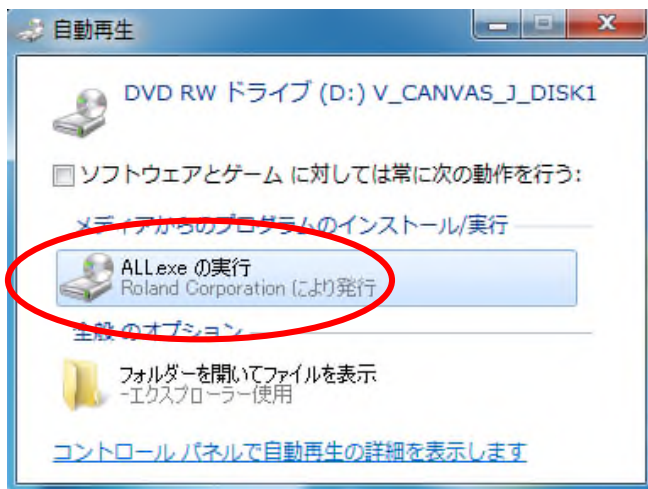 自動再生
DVD RW ドライブ (D:) V_CANVAS_J_DISK1
ソフトウェアとゲーム に対しては常に次の動作を行う:
メディアからのプログラムのインストール/実行
ALL.exe の実行
Roland Corporation により発行
全般 のオプション
フォルダーを開いてファイルを表示
-エクスプローラー使用
コントロール パネルで自動再生の詳細を表示します